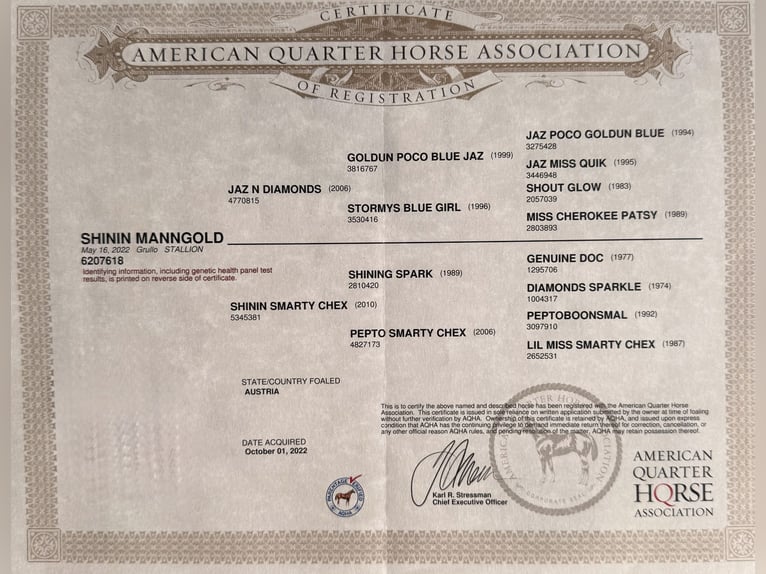 CERTIFICATE
AMERICAN QUARTER HORSE ASSOCIATION
OF REGISTRATION
JAZ POCO GOLDUN BLUE (1994)
3275428
GOLDUN POCO BLUE JAZ (1999)
3816767
JAZ MISS QUIK (1995)
3446948
JAZ N DIAMONDS (2006)
4770815
SHOUT GLOW (1983)
2057039
STORMYS BLUE GIRL (1996)
3530416
MISS CHEROKEE PATSY (1989)
2803893
SHININ MANNGOLD
May 16, 2022 Grullo STALLION
6207618
Identifying information, including genetic health panel test
results, is printed on reverse side of certificate.
GENUINE DOC (1977)
1295706
SHINING SPARK (1989)
2810420
DIAMONDS SPARKLE (1974)
1004317
SHININ SMARTY CHEX (2010)
5345381
PEPTOBOONSMAL (1992)
3097910
PEPTO SMARTY CHEX (2006)
4827173
LIL MISS SMARTY CHEX (1987)
2652531
STATE/COUNTRY FOALED
AUSTRIA
DATE ACQUIRED
October 01, 2022
This is to certify the above named and described horse has been registered with the American Quarter Horse
Association. This certificate is issued in sole reliance on written application submitted by the owner at time of foaling
without further verification by AQHA. Ownership of this certificate is retained by AQHA, and issued upon express
condition that AQHA has the continuing privilege to demand immediate return thereof for correction, cancellation, or
any other official reason AQHA rules, and pending resolution of the matter, AQHA may retain possession thereof.
Karl R. Stressman
Chief Executive Officer
PARENTAGE VERIFIED
AQHA
AMERICAN QUARTER HORSE ASSOCIATION
CORPORATE SEAL
AMERICAN
QUARTER
HORSE
ASSOCIATION